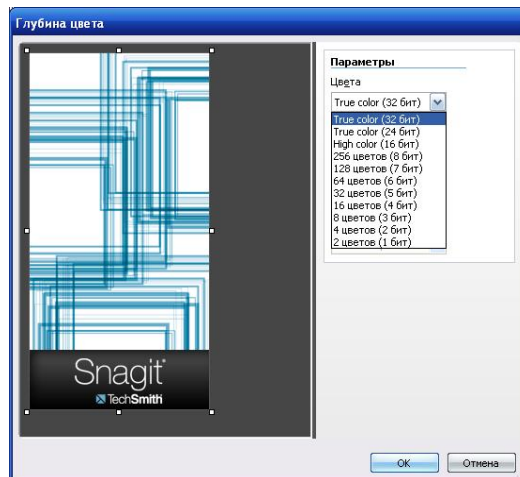 Глубина цвета
Snagit
TechSmith
Параметры
Цвета
True color (32 бит)
True color (32 бит)
True color (24 бит)
High color (16 бит)
256 цветов (8 бит)
128 цветов (7 бит)
64 цветов (6 бит)
32 цветов (5 бит)
16 цветов (4 бит)
8 цветов (3 бит)
4 цветов (2 бит)
2 цветов (1 бит)
OK
Отмена